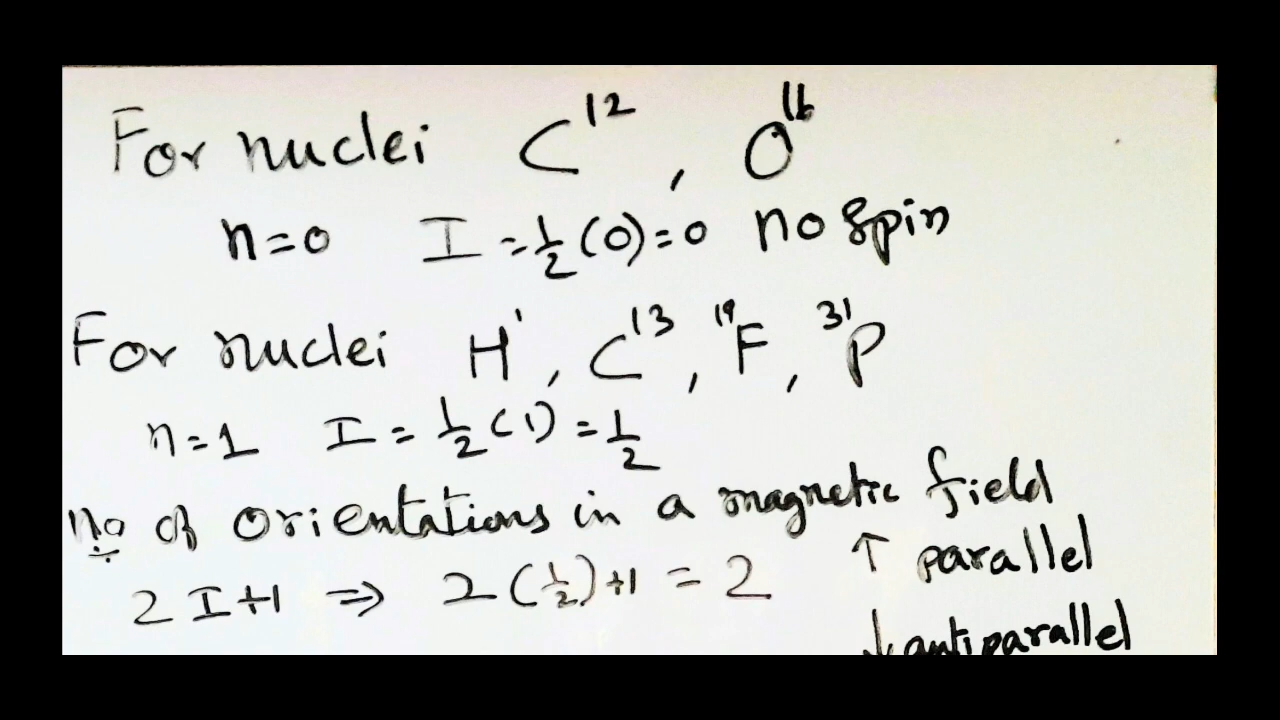 For nuclei C¹², O¹⁶
n=0 I = ½ (0) = 0 no spin
For nuclei H¹, C¹³, ¹⁹F, ³¹P
n=1 I = ½ (1) = ½
no of orientations in a magnetic field
2I+1 ⇒ 2(½)+1 = 2 ↑ parallel
↓ antiparallel